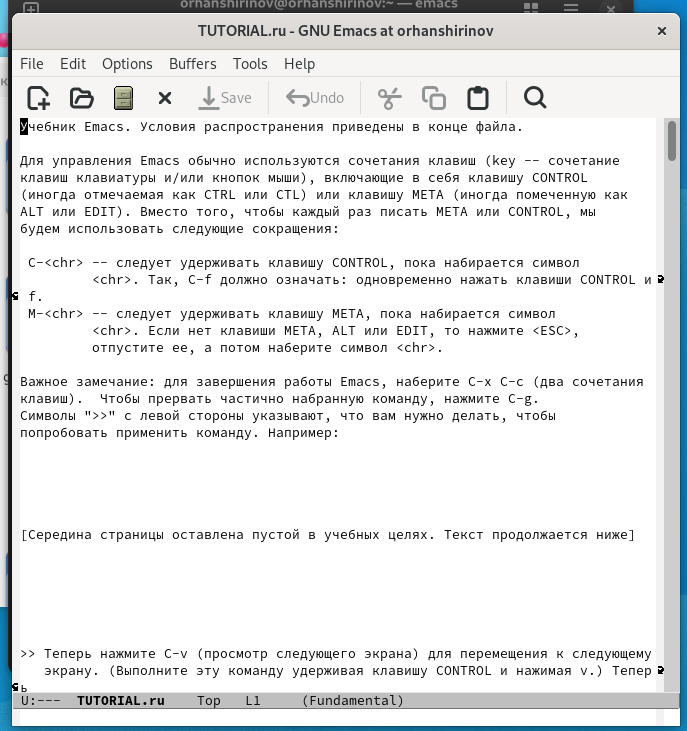 orhanshirinov@orhanshirinov:~ — emacs
TUTORIAL.ru - GNU Emacs at orhanshirinov
File Edit Options Buffers Tools Help
Save Undo
Учебник Emacs. Условия распространения приведены в конце файла.
Для управления Emacs обычно используются сочетания клавиш (key -- сочетание
клавиш клавиатуры и/или кнопок мыши), включающие в себя клавишу CONTROL
(иногда отмечаемая как CTRL или CTL) или клавишу META (иногда помеченную как
ALT или EDIT). Вместо того, чтобы каждый раз писать META или CONTROL, мы
будем использовать следующие сокращения:
C-<chr> -- следует удерживать клавишу CONTROL, пока набирается символ
<chr>. Так, C-f должно означать: одновременно нажать клавиши CONTROL и
f.
M-<chr> -- следует удерживать клавишу META, пока набирается символ
<chr>. Если нет клавиши META, ALT или EDIT, то нажмите <ESC>,
отпустите ее, а потом наберите символ <chr>.
Важное замечание: для завершения работы Emacs, наберите C-x C-c (два сочетания
клавиш).  Чтобы прервать частично набранную команду, нажмите C-g.
Символы ">>" с левой стороны указывают, что вам нужно делать, чтобы
попробовать применить команду. Например:
[Середина страницы оставлена пустой в учебных целях. Текст продолжается ниже]
>> Теперь нажмите C-v (просмотр следующего экрана) для перемещения к следующему
экрану. (Выполните эту команду удерживая клавишу CONTROL и нажимая v.) Тепер
ь
U:--- TUTORIAL.ru Top L1 (Fundamental)